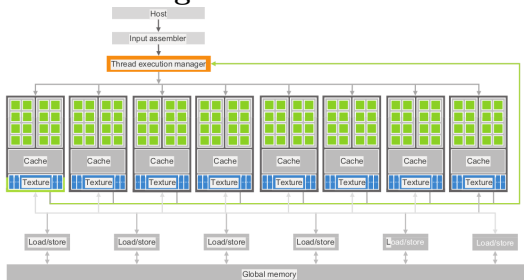 Host
Input assembler
Thread execution manager
Cache Cache Cache Cache Cache Cache Cache Cache
Texture Texture Texture Texture Texture Texture Texture Texture
Load/store Load/store Load/store Load/store Load/store Load/store
Global memory